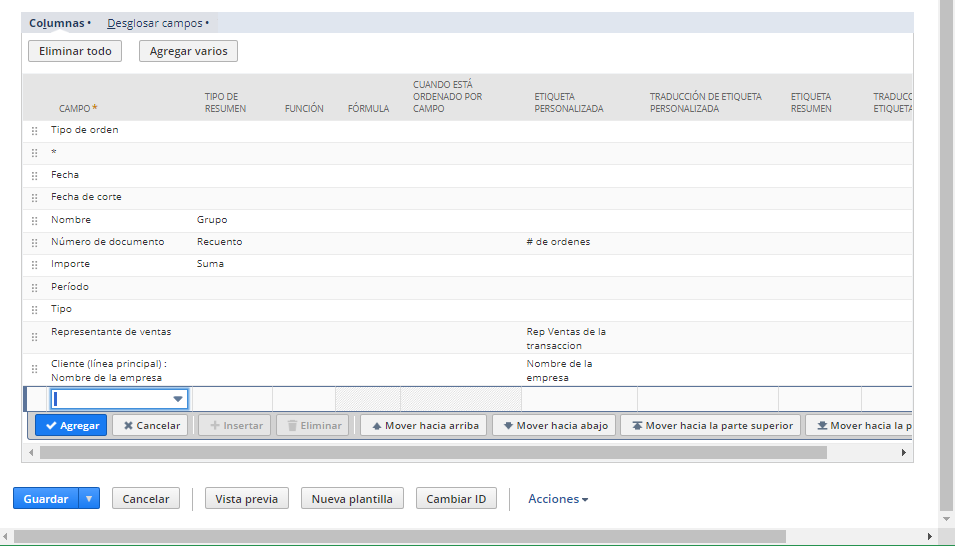 Columnas • Desglosar campos •
Eliminar todo Agregar varios
CAMPO * TIPO DE RESUMEN FUNCIÓN FÓRMULA CUANDO ESTÁ ORDENADO POR CAMPO ETIQUETA PERSONALIZADA TRADUCCIÓN DE ETIQUETA PERSONALIZADA ETIQUETA RESUMEN TRADUCC ETIQUETA
Tipo de orden
*
Fecha
Fecha de corte
Nombre Grupo
Número de documento Recuento # de ordenes
Importe Suma
Período
Tipo
Representante de ventas Rep Ventas de la
transaccion
Cliente (línea principal) : Nombre de la
Nombre de la empresa empresa
Agregar Cancelar Insertar Eliminar Mover hacia arriba Mover hacia abajo Mover hacia la parte superior Mover hacia la p
Guardar Cancelar Vista previa Nueva plantilla Cambiar ID Acciones